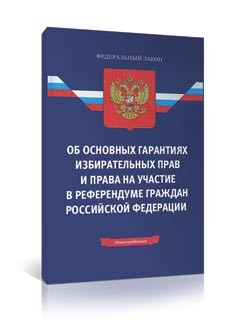 ФЕДЕРАЛЬНЫЙ ЗАКОН
ОБ ОСНОВНЫХ ГАРАНТИЯХ
ИЗБИРАТЕЛЬНЫХ ПРАВ
И ПРАВА НА УЧАСТИЕ
В РЕФЕРЕНДУМЕ ГРАЖДАН
РОССИЙСКОЙ ФЕДЕРАЦИИ
Новая редакция